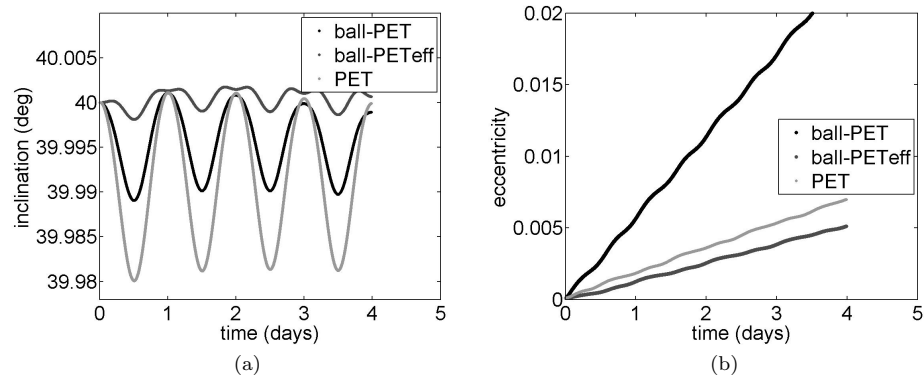 ball-PET
ball-PETeff
PET
40.005
40
39.995
39.99
39.985
39.98
inclination (deg)
0 1 2 3 4 5
time (days)
(a)
0.02
0.015
0.01
0.005
0
eccentricity
ball-PET
ball-PETeff
PET
0 1 2 3 4 5
time (days)
(b)